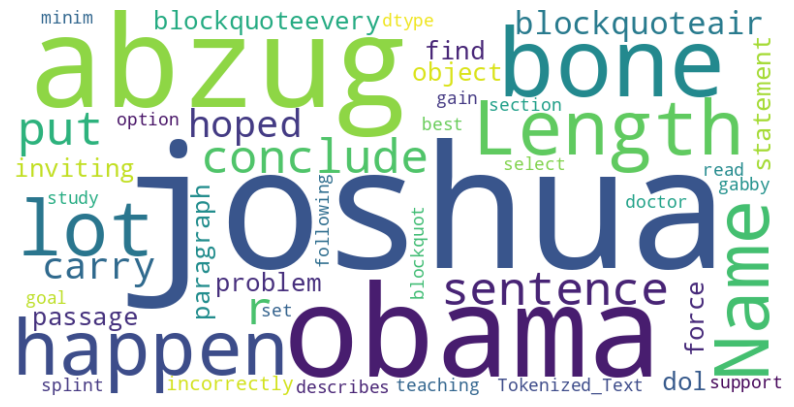 minim
blockquoteevery
dtype
blockquoteair
abzug
find
bone
object
statement
gain
Length
section
put
option
hoped
best
conclude
select
inviting
read
gabby
joshua
study
lot
paragraph
following
doctor
Name
carry
blockquot
problem
sentence
force
goal
r
set
obama
passage
happen
dol
support
splint
incorrectly
describes
teaching
Tokenized_Text